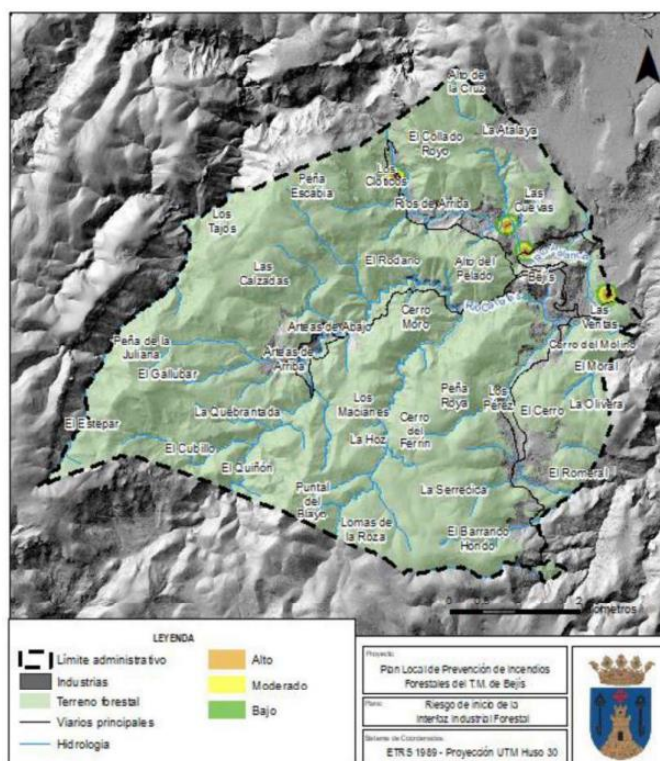 N
Alto de
la Cruz
La Atalaya
El Collado
Royo
Los
Clóticos
Peña
Escabia
Las
Cuevas
Ríos de Arriba
Los
Tajos
El Rodano
Alto del
Pelado
Las
Calzadas
Bejís
Las
Ventas
Cerro
Moro
Arteas de Abajo
Peña de la
Juliana
Arteas de
Arriba
Cerro del Molino
El Gallubar
El Moral
Los
Macianes
Peña
Roya
Los
Pérez
La Olivera
La Quebrantada
El Cerro
Cerro
del
Ferrin
El Estepar
La Hoz
El Cubillo
El Quiñón
El Romeral
Puntal
del
La Serrecica
Lomas de
la Roza
El Barranco
Hondo
2
LEYENDA
Límite administrativo
Industrias
Terreno forestal
Viarios principales
Hidrología
Alto
Moderado
Bajo
Proyecto:
Plan Local de Prevención de Incendios
Forestales del T.M. de Bejís
Plano:
Riesgo de inicio de la
Interfaz Industrial Forestal
Sistema de Coordenadas:
ETRS 1989 - Proyección UTM Huso 30